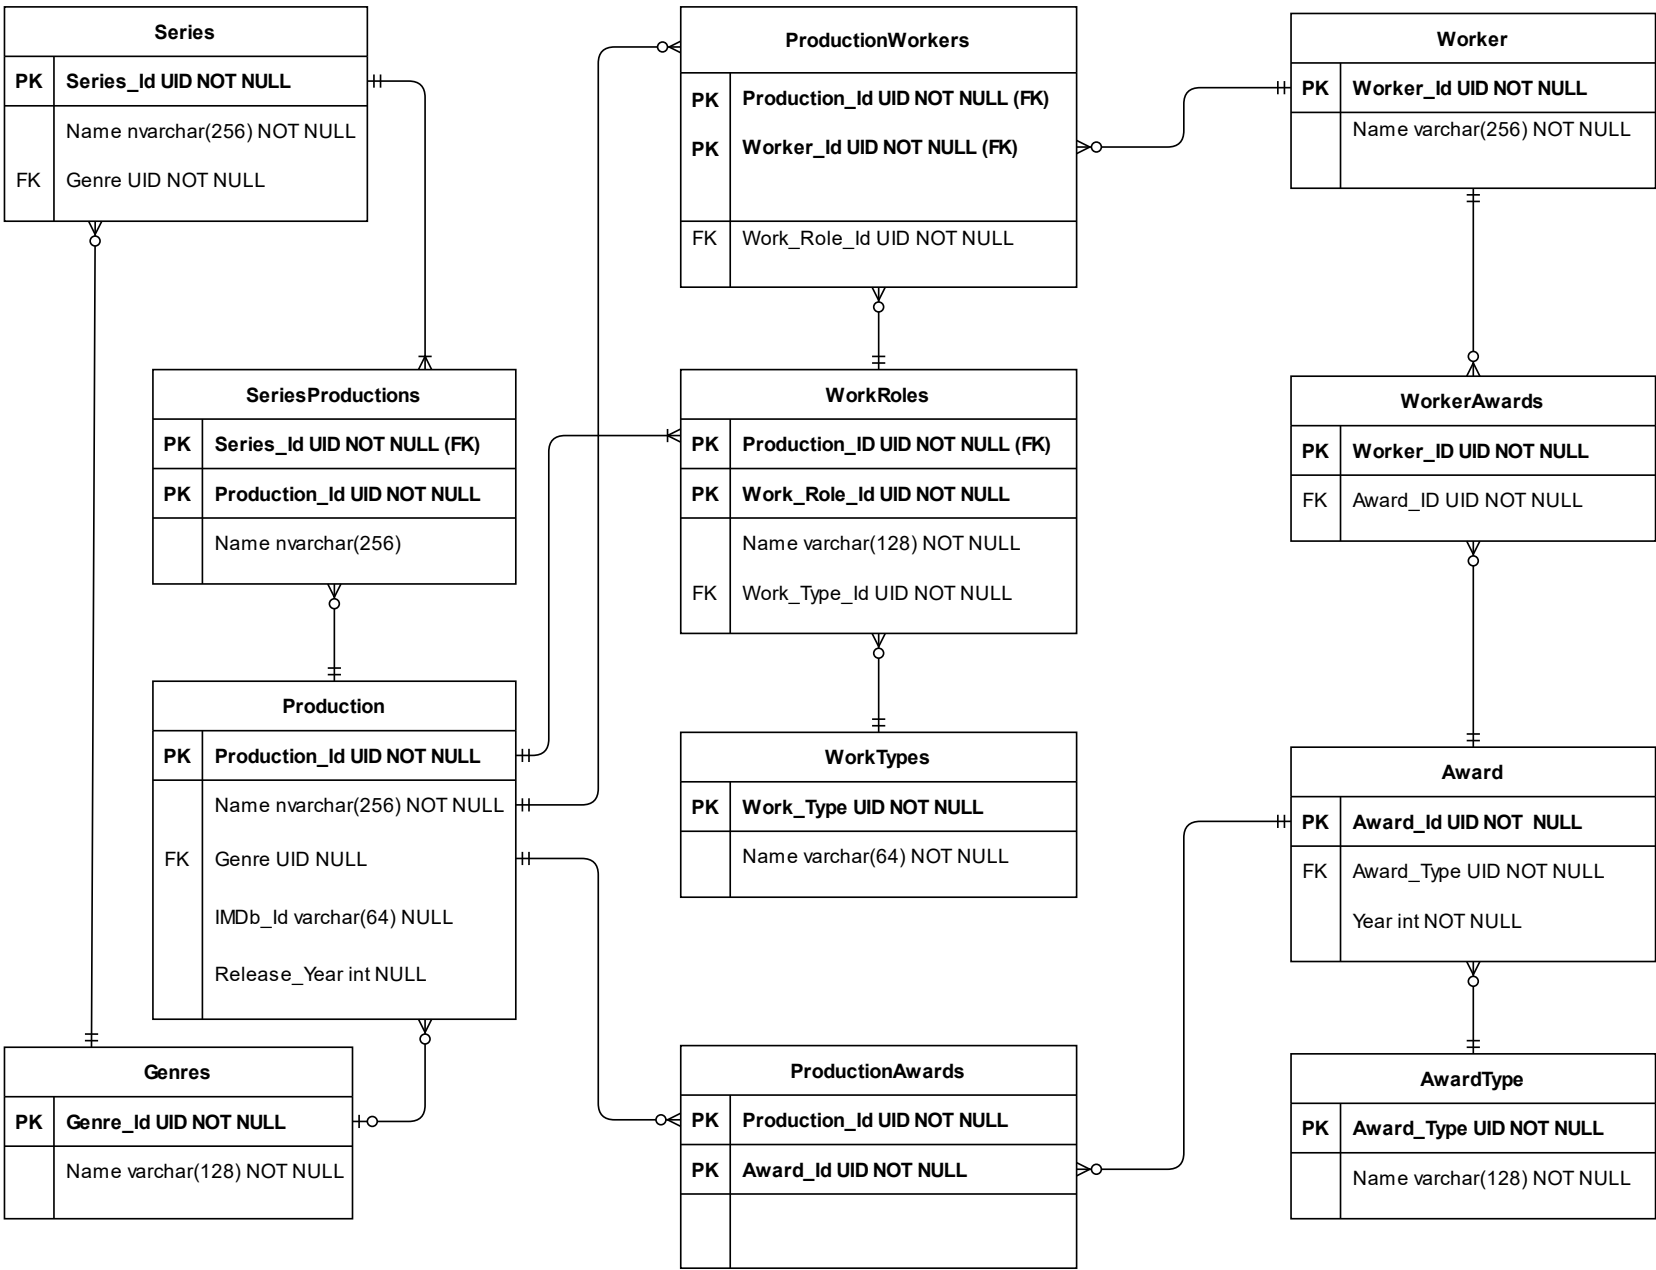 Series
PK Series_Id UID NOT NULL
Name nvarchar(256) NOT NULL
FK Genre UID NOT NULL
ProductionWorkers
PK Production_Id UID NOT NULL (FK)
PK Worker_Id UID NOT NULL (FK)
FK Work_Role_Id UID NOT NULL
Worker
PK Worker_Id UID NOT NULL
Name varchar(256) NOT NULL
SeriesProductions
PK Series_Id UID NOT NULL (FK)
PK Production_Id UID NOT NULL
Name nvarchar(256)
WorkRoles
PK Production_ID UID NOT NULL (FK)
PK Work_Role_Id UID NOT NULL
Name varchar(128) NOT NULL
FK Work_Type_Id UID NOT NULL
WorkerAwards
PK Worker_ID UID NOT NULL
FK Award_ID UID NOT NULL
Production
PK Production_Id UID NOT NULL
Name nvarchar(256) NOT NULL
FK Genre UID NULL
IMDb_Id varchar(64) NULL
Release_Year int NULL
WorkTypes
PK Work_Type UID NOT NULL
Name varchar(64) NOT NULL
Award
PK Award_Id UID NOT NULL
FK Award_Type UID NOT NULL
Year int NOT NULL
Genres
PK Genre_Id UID NOT NULL
Name varchar(128) NOT NULL
ProductionAwards
PK Production_Id UID NOT NULL
PK Award_Id UID NOT NULL
AwardType
PK Award_Type UID NOT NULL
Name varchar(128) NOT NULL